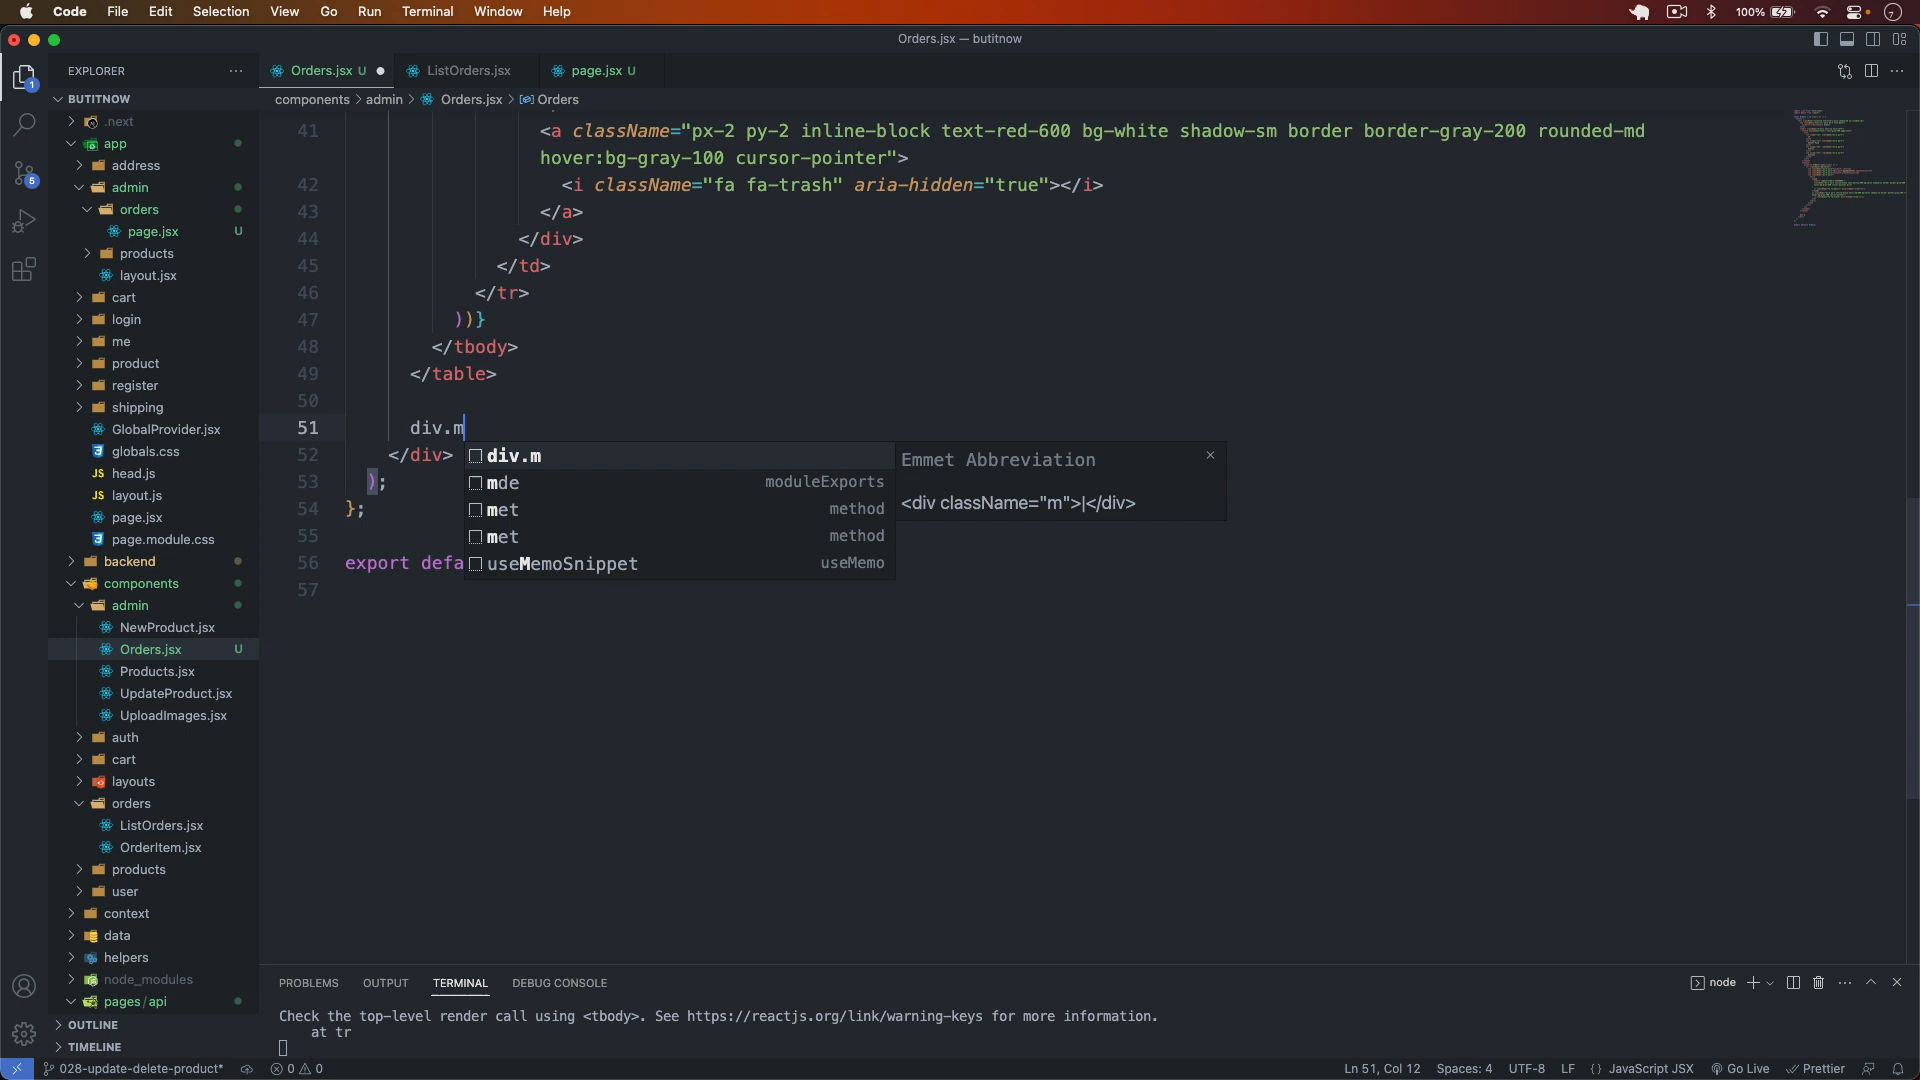 Code File Edit Selection View Go Run Terminal Window Help 100%
Orders.jsx — butitnow
EXPLORER
Orders.jsx U
ListOrders.jsx
page.jsx U
BUTITNOW
components > admin > Orders.jsx > Orders
.next
app
address
admin
orders
page.jsx U
products
layout.jsx
cart
login
me
product
register
shipping
GlobalProvider.jsx
globals.css
JS head.js
JS layout.js
page.jsx
page.module.css
backend
components
admin
NewProduct.jsx
Orders.jsx U
Products.jsx
UpdateProduct.jsx
UploadImages.jsx
auth
cart
layouts
orders
ListOrders.jsx
OrderItem.jsx
products
user
context
data
helpers
node_modules
pages/api
OUTLINE
TIMELINE
1
5
41 <a className="px-2 py-2 inline-block text-red-600 bg-white shadow-sm border border-gray-200 rounded-md
hover:bg-gray-100 cursor-pointer">
42 <i className="fa fa-trash" aria-hidden="true"></i>
43 </a>
44 </div>
45 </td>
46 </tr>
47 ))}
48 </tbody>
49 </table>
50
51 div.m
52 </div>
53 );
54 };
55
56 export defa
57
div.m
mde moduleExports
met method
met method
useMemoSnippet useMemo
Emmet Abbreviation
<div className="m">|</div>
PROBLEMS OUTPUT TERMINAL DEBUG CONSOLE
node
Check the top-level render call using <tbody>. See https://reactjs.org/link/warning-keys for more information.
at tr
028-update-delete-product* 0 0 Ln 51, Col 12 Spaces: 4 UTF-8 LF {} JavaScript JSX Go Live Prettier